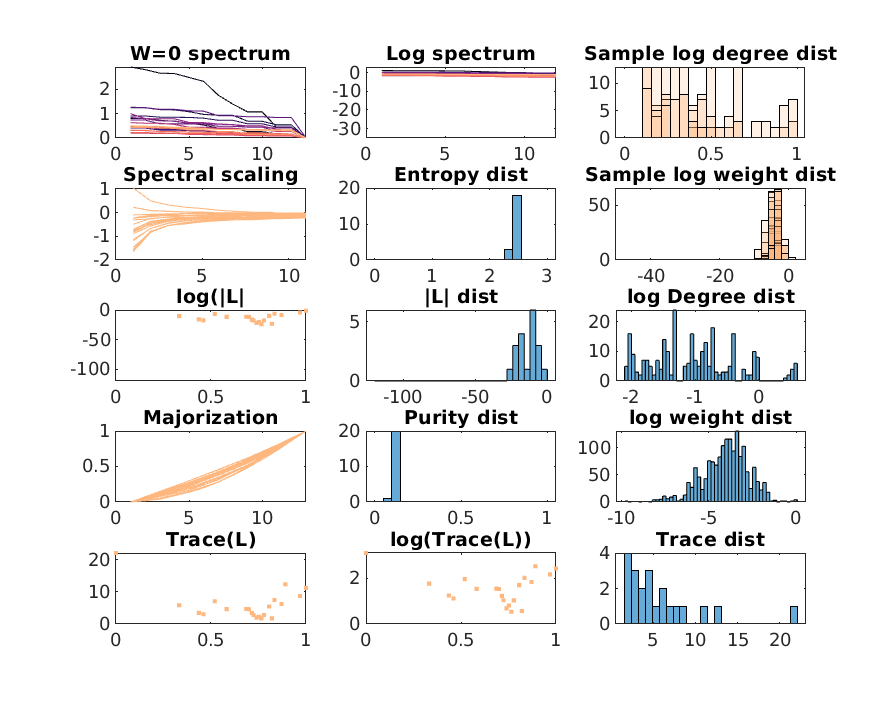 W=0 spectrum
2
1
0
0 5 10
Log spectrum
0
-10
-20
-30
0 5 10
Sample log degree dist
10
5
0
0 0.5 1
Spectral scaling
1
0
-1
-2
0 5 10
Entropy dist
20
10
0
0 1 2 3
Sample log weight dist
50
0
-40 -20 0
log(|L|
0
-50
-100
0 0.5 1
|L| dist
5
0
-100 -50 0
log Degree dist
20
10
0
-2 -1 0
Majorization
1
0.5
0
0 5 10
Purity dist
20
10
0
0 0.5 1
log weight dist
100
50
0
-10 -5 0
Trace(L)
20
10
0
0 0.5 1
log(Trace(L))
2
0
0 0.5 1
Trace dist
4
2
0
5 10 15 20